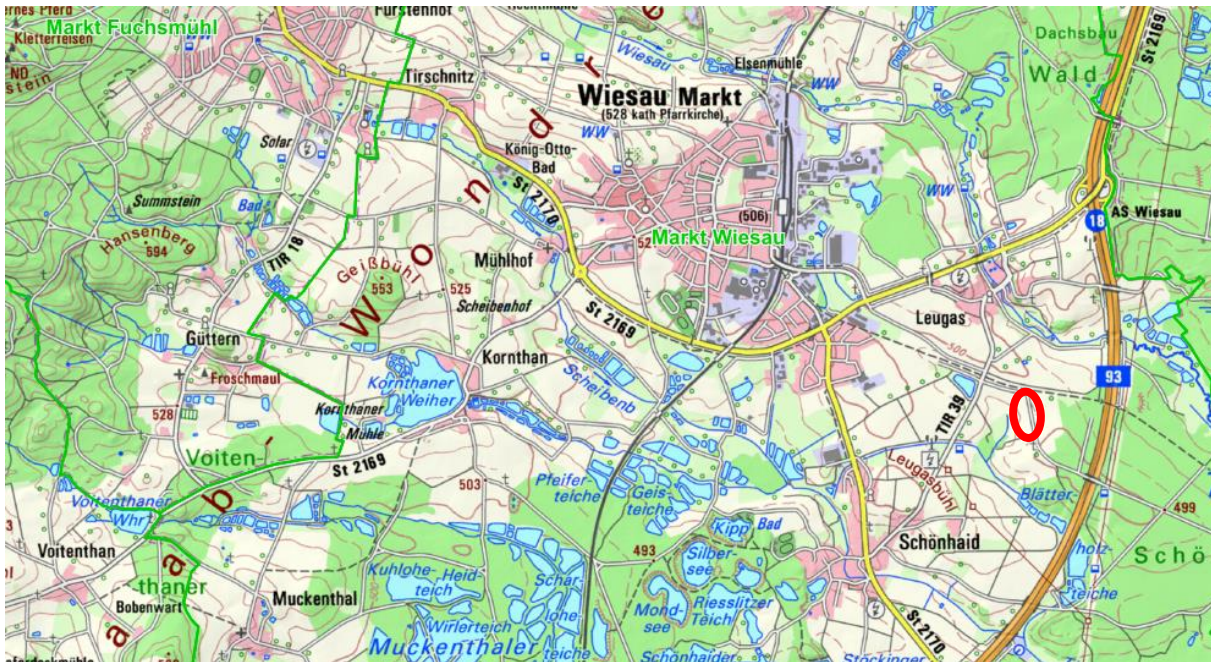 Markt Fuchsmühl
Kletterfelsen
ND
Tirschnitz
Solar
Summstein
Bad
Hansenberg
594
TIR 18
Güttern
Froschmaul
528
Voiten-
thaner
Voitenthaner
Whr
Voitenthan
Bobenwart
Muckenthal
Geißbühl
553
525
Wiesau
Elsenmühle
WW
Wiesau Markt
(528 kath Pfarrkirche)
WW
König-Otto-
Bad
St 2170
Mühlhof
Scheibenhof
St 2169
(506)
Markt Wiesau
Kornthan
Kornthaner
Weiher
Kornthaner
Mühle
St 2169
Scheibenb
503
Pfeifer-
teiche
Geis-
teiche
Kuhlohe-
teich
Heid-
Wirlerteich
Muckenthaler
Schar-
lohe-
teiche
493
Kipp
Bad
Silber-
see
Mond-
see
Riesslitzer
Teich
Schönhaider
Stöckinger
Dachsbau
Wald
St 2169
WW
18
AS Wiesau
Leugas
500
93
TIR 39
Leugasbühl
Blätter-
holz-
teiche
499
Schönhaid
Schö
St 2170
W o n d r e
b
a
a